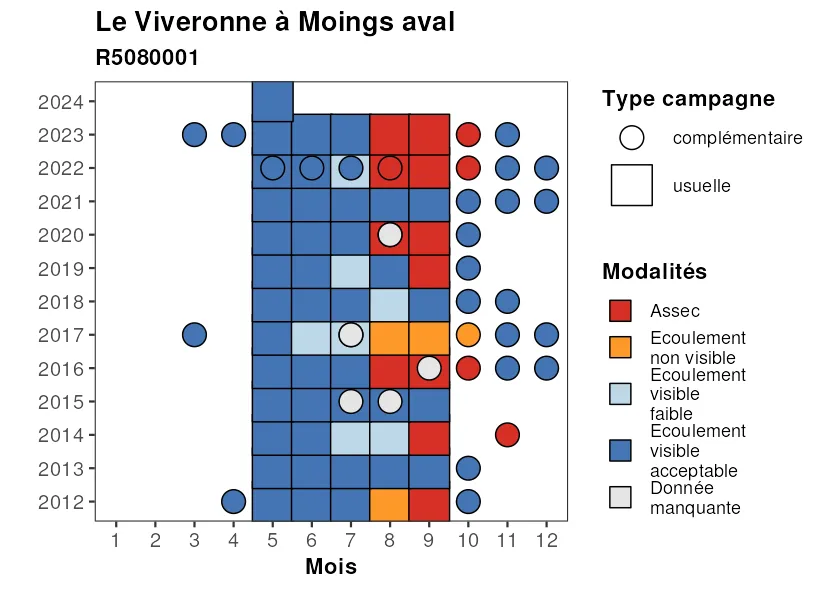 Le Viveronne à Moings aval
R5080001
2024
2023
2022
2021
2020
2019
2018
2017
2016
2015
2014
2013
2012
1 2 3 4 5 6 7 8 9 10 11 12
Mois
Type campagne
complémentaire
usuelle
Modalités
Assec
Ecoulement
non visible
Ecoulement
visible
faible
Ecoulement
visible
acceptable
Donnée
manquante